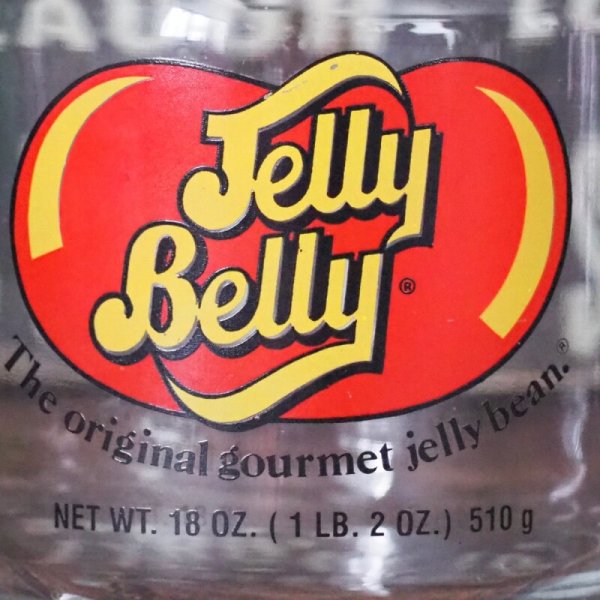 Jelly
Belly®
The original gourmet jelly bean.®
NET WT. 18 OZ. ( 1 LB. 2 OZ.) 510 g